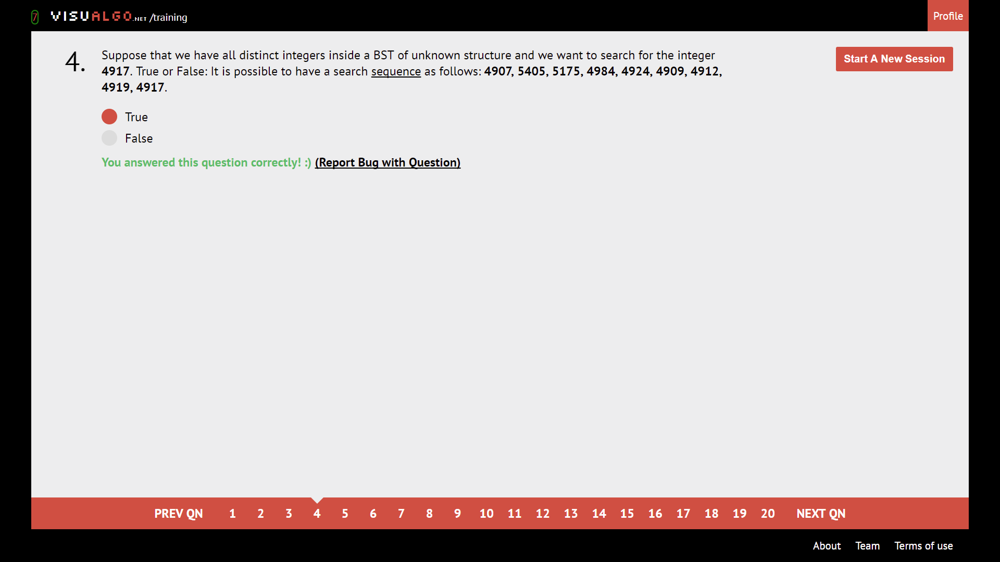 7 VISUALGO.NET /training
Profile
4.
Suppose that we have all distinct integers inside a BST of unknown structure and we want to search for the integer
4917. True or False: It is possible to have a search sequence as follows: 4907, 5405, 5175, 4984, 4924, 4909, 4912,
4919, 4917.
Start A New Session
True
False
You answered this question correctly! :) (Report Bug with Question)
PREV QN 1 2 3 4 5 6 7 8 9 10 11 12 13 14 15 16 17 18 19 20 NEXT QN
About Team Terms of use